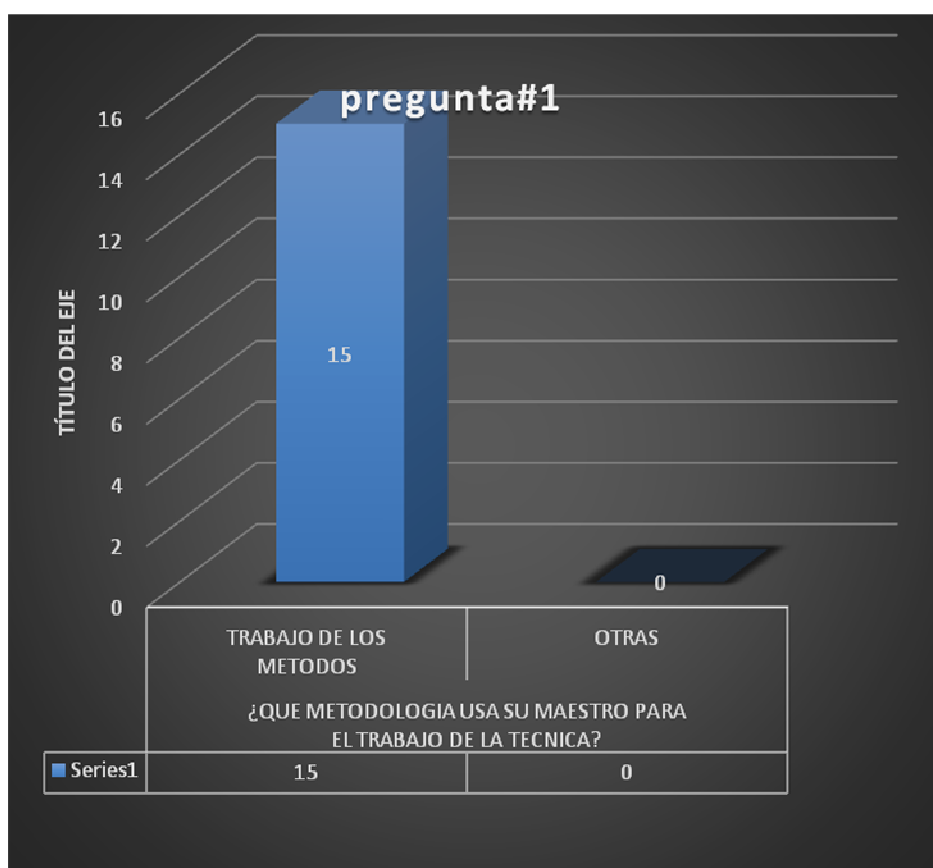 pregunta#1
16
14
12
10
8
6
4
2
0
TÍTULO DEL EJE
15
0
TRABAJO DE LOS
METODOS
OTRAS
¿QUE METODOLOGIA USA SU MAESTRO PARA
EL TRABAJO DE LA TECNICA?
Series1 15 0